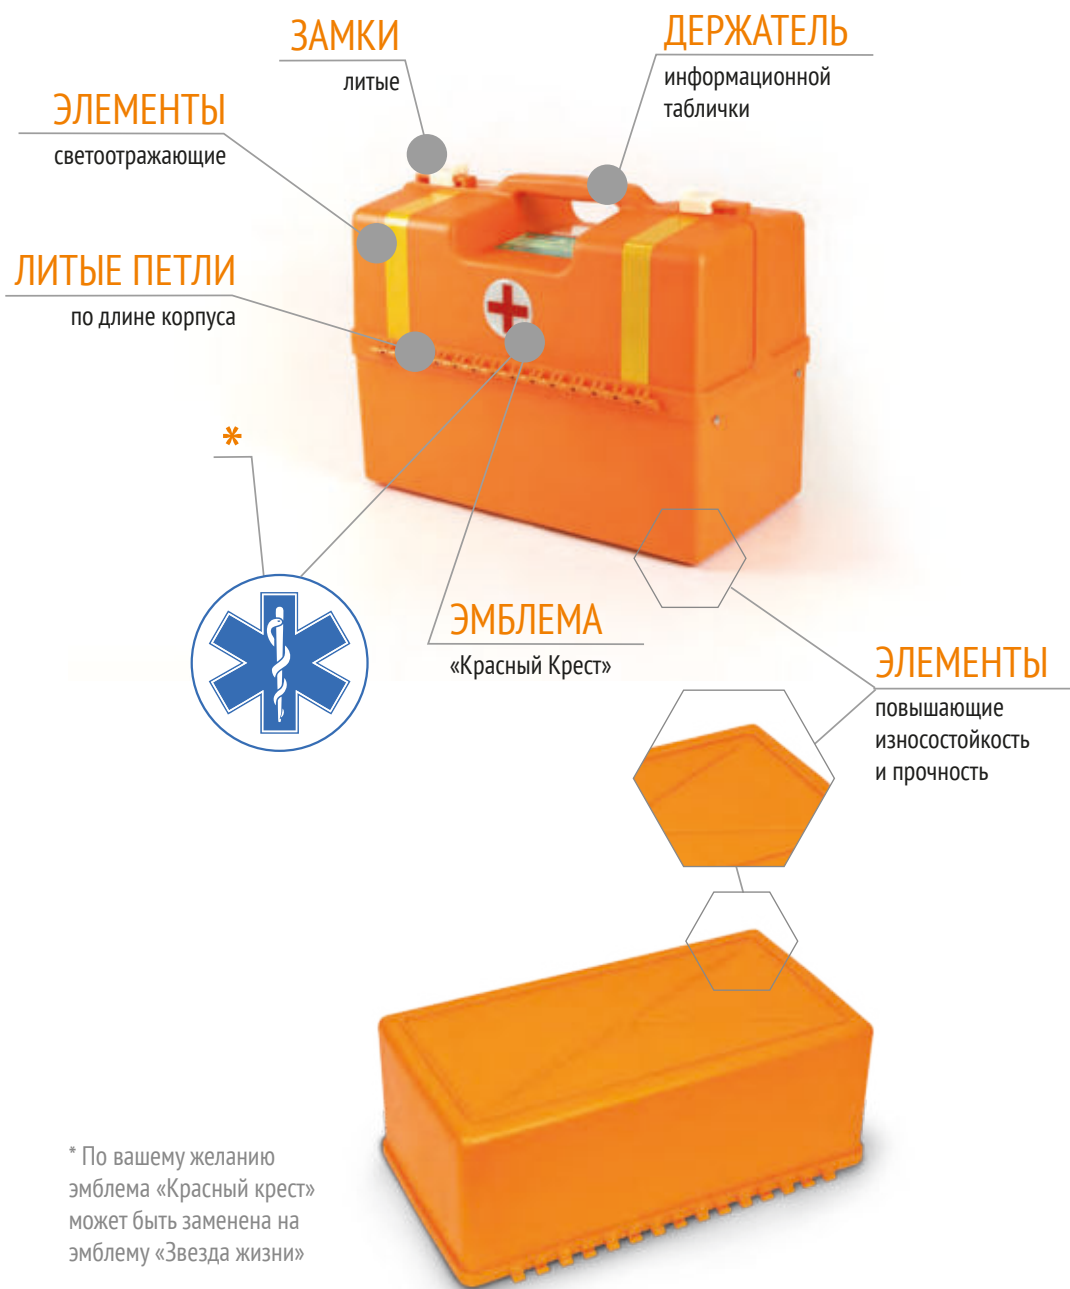 ЗАМКИ
литые
ДЕРЖАТЕЛЬ
информационной
таблички
ЭЛЕМЕНТЫ
светоотражающие
ЛИТЫЕ ПЕТЛИ
по длине корпуса
*
ЭМБЛЕМА
«Красный Крест»
ЭЛЕМЕНТЫ
повышающие
износостойкость
и прочность
* По вашему желанию
эмблема «Красный крест»
может быть заменена на
эмблему «Звезда жизни»